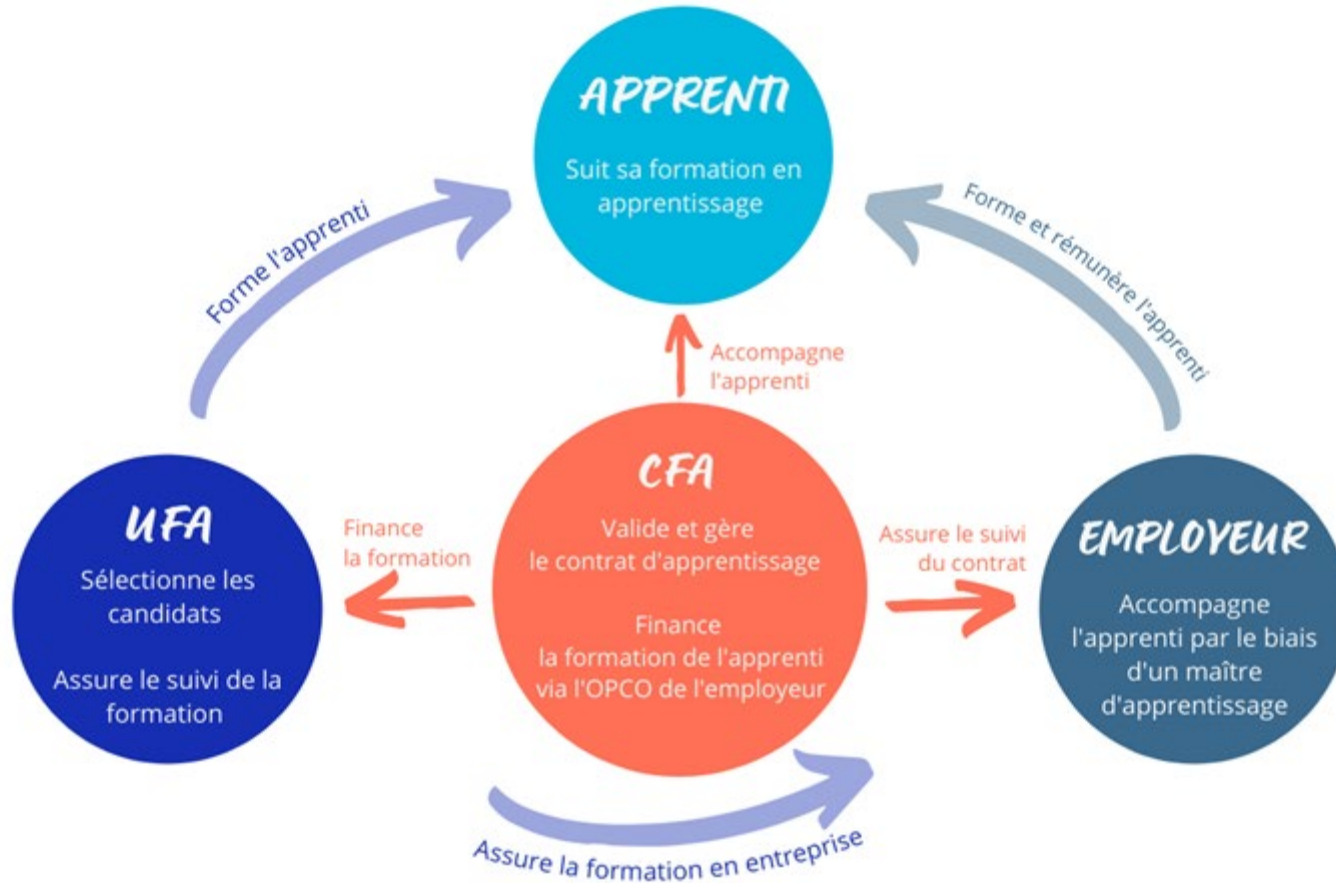 APPRENTI
Suit sa formation en
apprentissage
Forme l'apprenti
Forme et rémunère l'apprenti
Accompagne
l'apprenti
UFA
Sélectionne les
candidats
Assure le suivi de la
formation
Finance
la formation
CFA
Valide et gère
le contrat d'apprentissage
Finance
la formation de l'apprenti
via l'OPCO de l'employeur
Assure le suivi
du contrat
EMPLOYEUR
Accompagne
l'apprenti par le biais
d'un maître
d'apprentissage
Assure la formation en entreprise